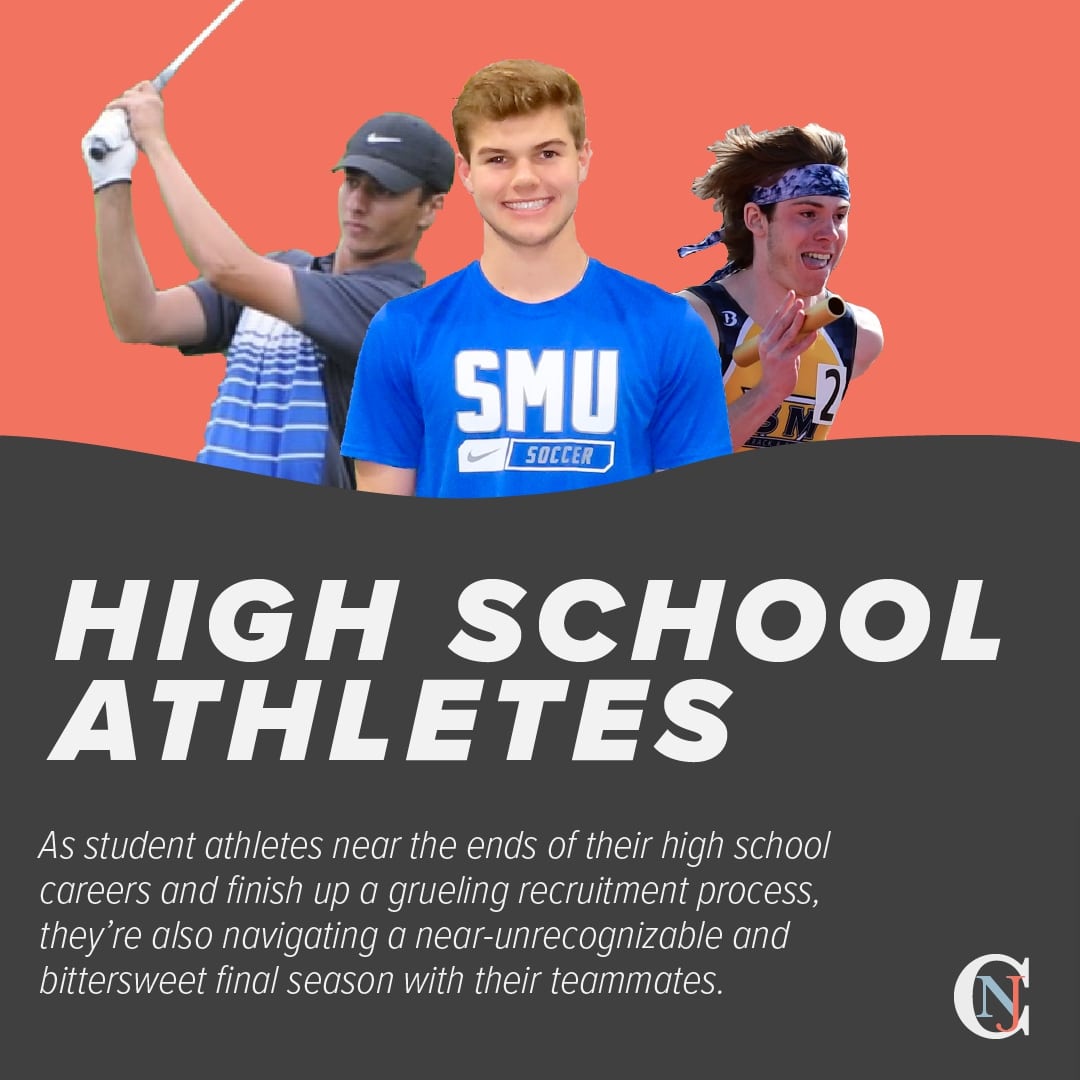 SMU
SOCCER
B
2
HIGH SCHOOL
ATHLETES
As student athletes near the ends of their high school
careers and finish up a grueling recruitment process,
they’re also navigating a near-unrecognizable and
bittersweet final season with their teammates.
CNJ